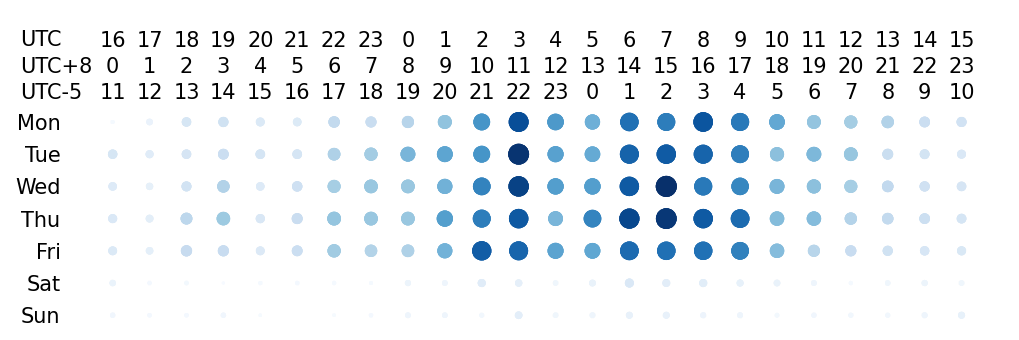 UTC 16 17 18 19 20 21 22 23 0 1 2 3 4 5 6 7 8 9 10 11 12 13 14 15
UTC+8 0 1 2 3 4 5 6 7 8 9 10 11 12 13 14 15 16 17 18 19 20 21 22 23
UTC-5 11 12 13 14 15 16 17 18 19 20 21 22 23 0 1 2 3 4 5 6 7 8 9 10
Mon
Tue
Wed
Thu
Fri
Sat
Sun